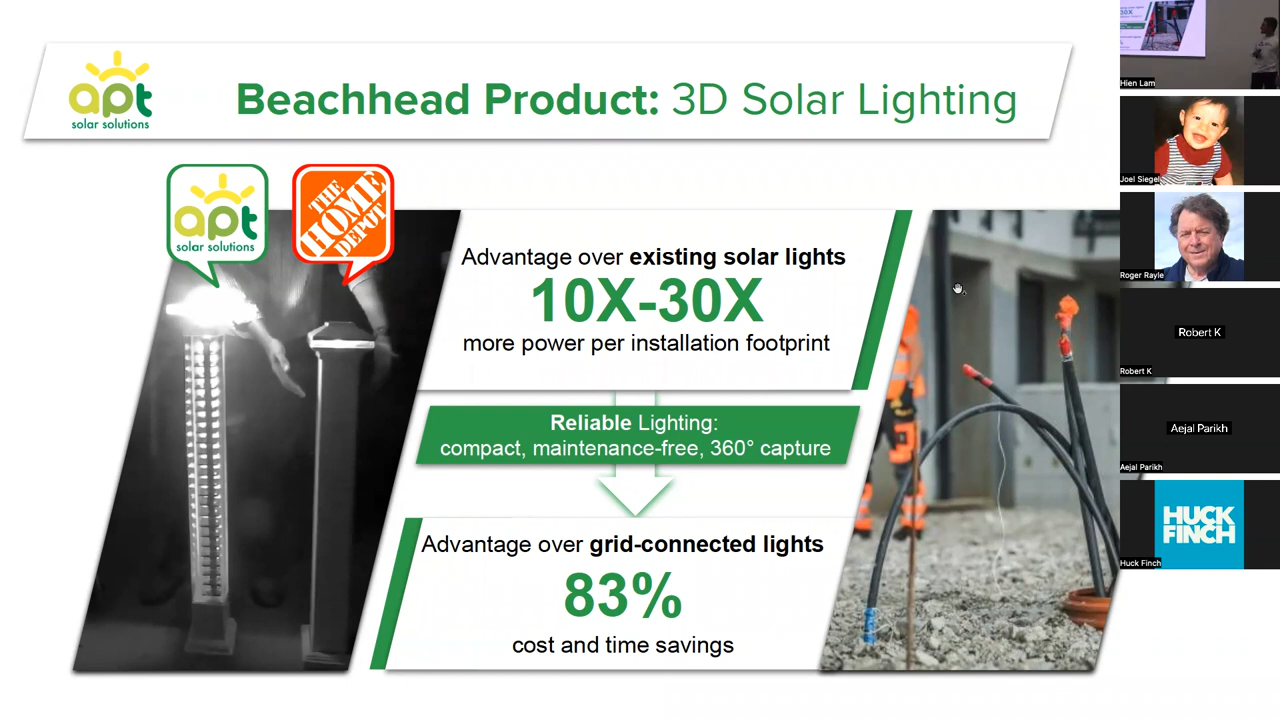 apt
solar solutions
Beachhead Product: 3D Solar Lighting
apt
solar solutions
THE
HOME
DEPOT
Advantage over existing solar lights
10X-30X
more power per installation footprint
Reliable Lighting:
compact, maintenance-free, 360° capture
Advantage over grid-connected lights
83%
cost and time savings
Hien Lam
Joel Siegel
Roger Rayle
Robert K
Robert K
Aejal Parikh
Aejal Parikh
HUCK
FINCH
Huck Finch